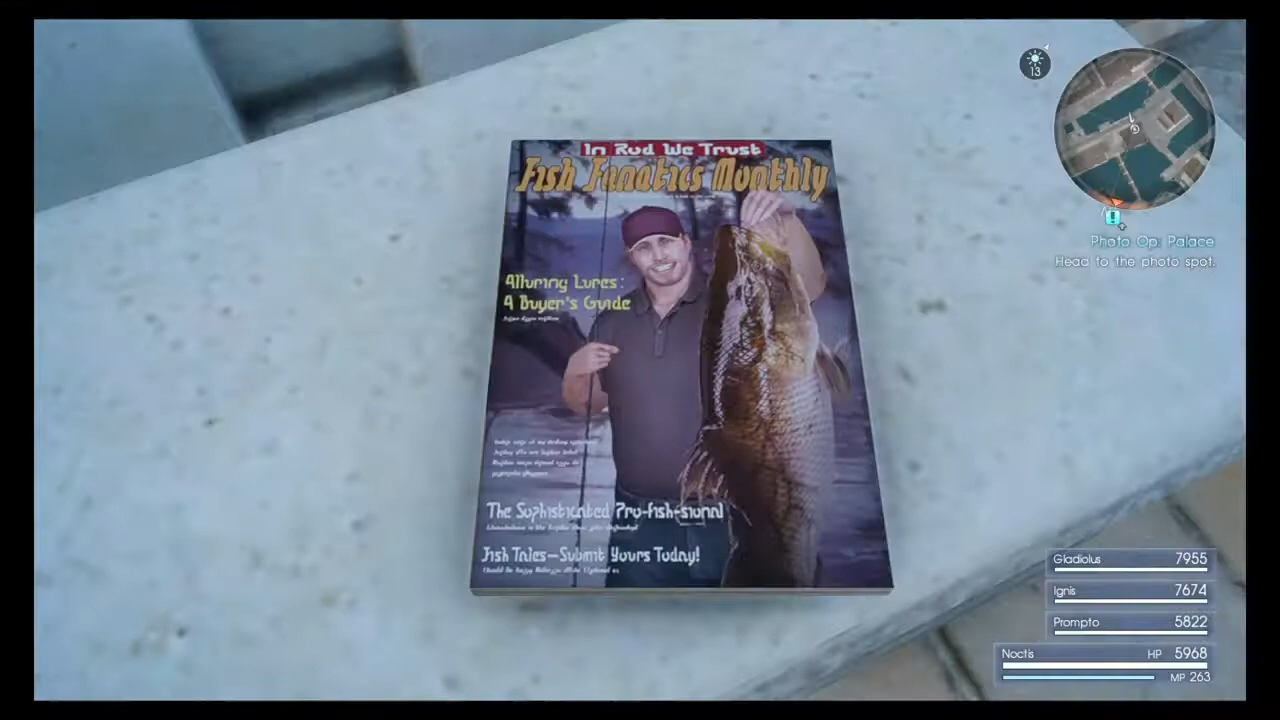 In Rod We Trust
Fish Fanatics Monthly
Alluring Lures:
A Buyer's Guide
The Sophisticated Pro-fish-sional
Fish Tales—Submit Yours Today!
13
Photo Op: Palace
Head to the photo spot.
Gladiolus 7955
Ignis 7674
Prompto 5822
Noctis HP 5968
MP 263